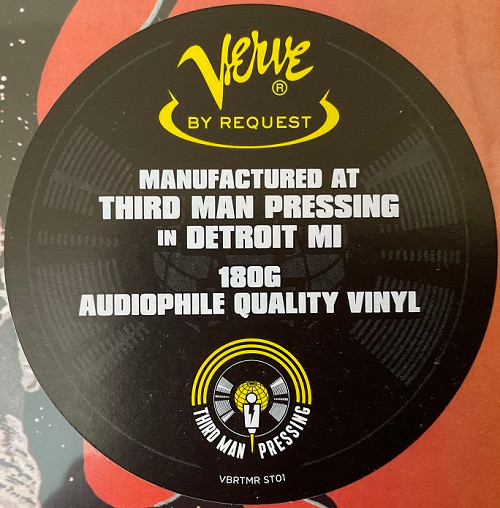 Verve
®
BY REQUEST
MANUFACTURED AT
THIRD MAN PRESSING
IN DETROIT MI
180G
AUDIOPHILE QUALITY VINYL
THIRD MAN PRESSING
VBRTMR ST01